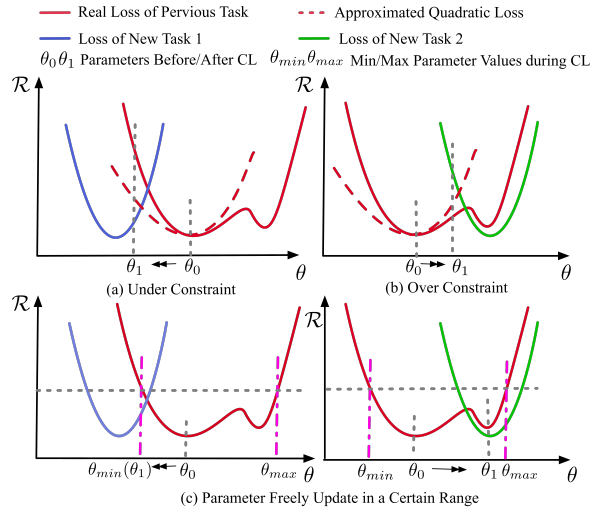 Real Loss of Pervious Task
Approximated Quadratic Loss
Loss of New Task 1
Loss of New Task 2
θ0θ1 Parameters Before/After CL
θminθmax Min/Max Parameter Values during CL
R
R
θ1 θ0 θ
θ0 θ1 θ
(a) Under Constraint
(b) Over Constraint
R
R
θmin(θ1) θ0 θmax θ
θmin θ0 θ1 θmax θ
(c) Parameter Freely Update in a Certain Range